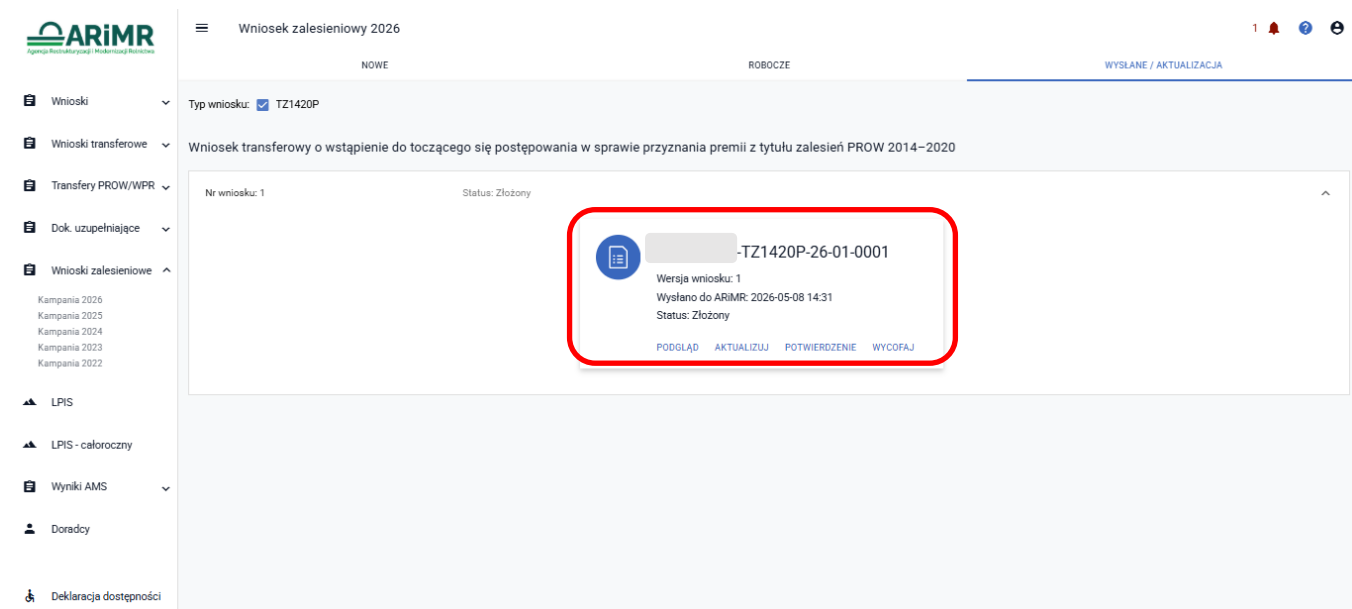 ARiMR
Agencja Restrukturyzacji i Modernizacji Rolnictwa
Wniosek zalesieniowy 2026
1
NOWE
ROBOCZE
WYSŁANE / AKTUALIZACJA
Wnioski
Wnioski transferowe
Transfery PROW/WPR
Dok. uzupełniające
Wnioski zalesieniowe
Kampania 2026
Kampania 2025
Kampania 2024
Kampania 2023
Kampania 2022
LPIS
LPIS - całoroczny
Wyniki AMS
Doradcy
Deklaracja dostępności
Typ wniosku: TZ1420P
Wniosek transferowy o wstąpienie do toczącego się postępowania w sprawie przyznania premii z tytułu zalesień PROW 2014–2020
Nr wniosku: 1
Status: Złożony
-TZ1420P-26-01-0001
Wersja wniosku: 1
Wysłano do ARiMR: 2026-05-08 14:31
Status: Złożony
PODGLĄD AKTUALIZUJ POTWIERDZENIE WYCOFAJ